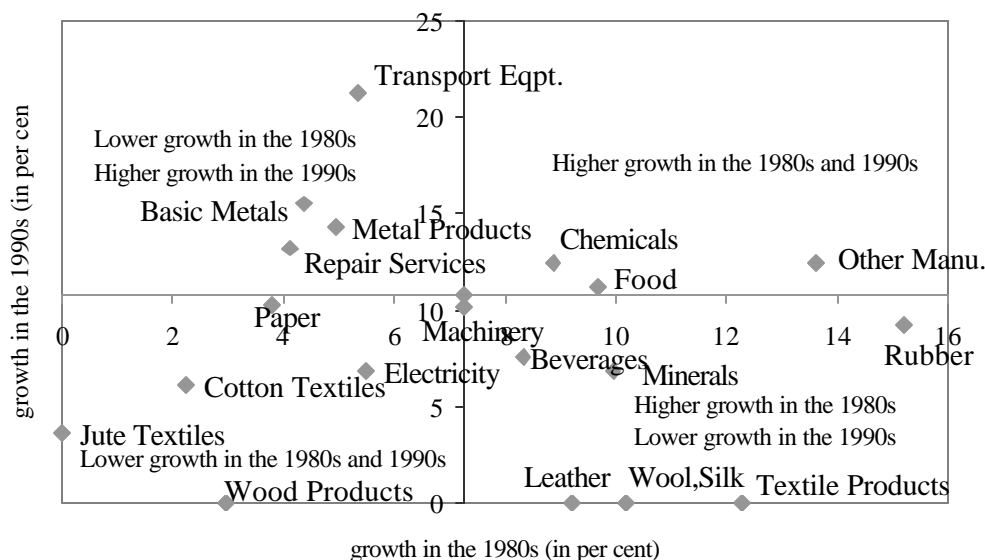 25
Transport Eqpt.
20
Lower growth in the 1980s
Higher growth in the 1990s
Higher growth in the 1980s and 1990s
15
Basic Metals
Metal Products
Chemicals
Repair Services
Other Manu.
Food
10
Paper
Machinery
0 2 4 6 8 10 12 14 16
Beverages
Rubber
Electricity
Minerals
Cotton Textiles
5
Higher growth in the 1980s
Lower growth in the 1990s
Jute Textiles
Lower growth in the 1980s and 1990s
Leather
Wool,Silk
Textile Products
Wood Products
0
growth in the 1990s (in per cen
growth in the 1980s (in per cent)